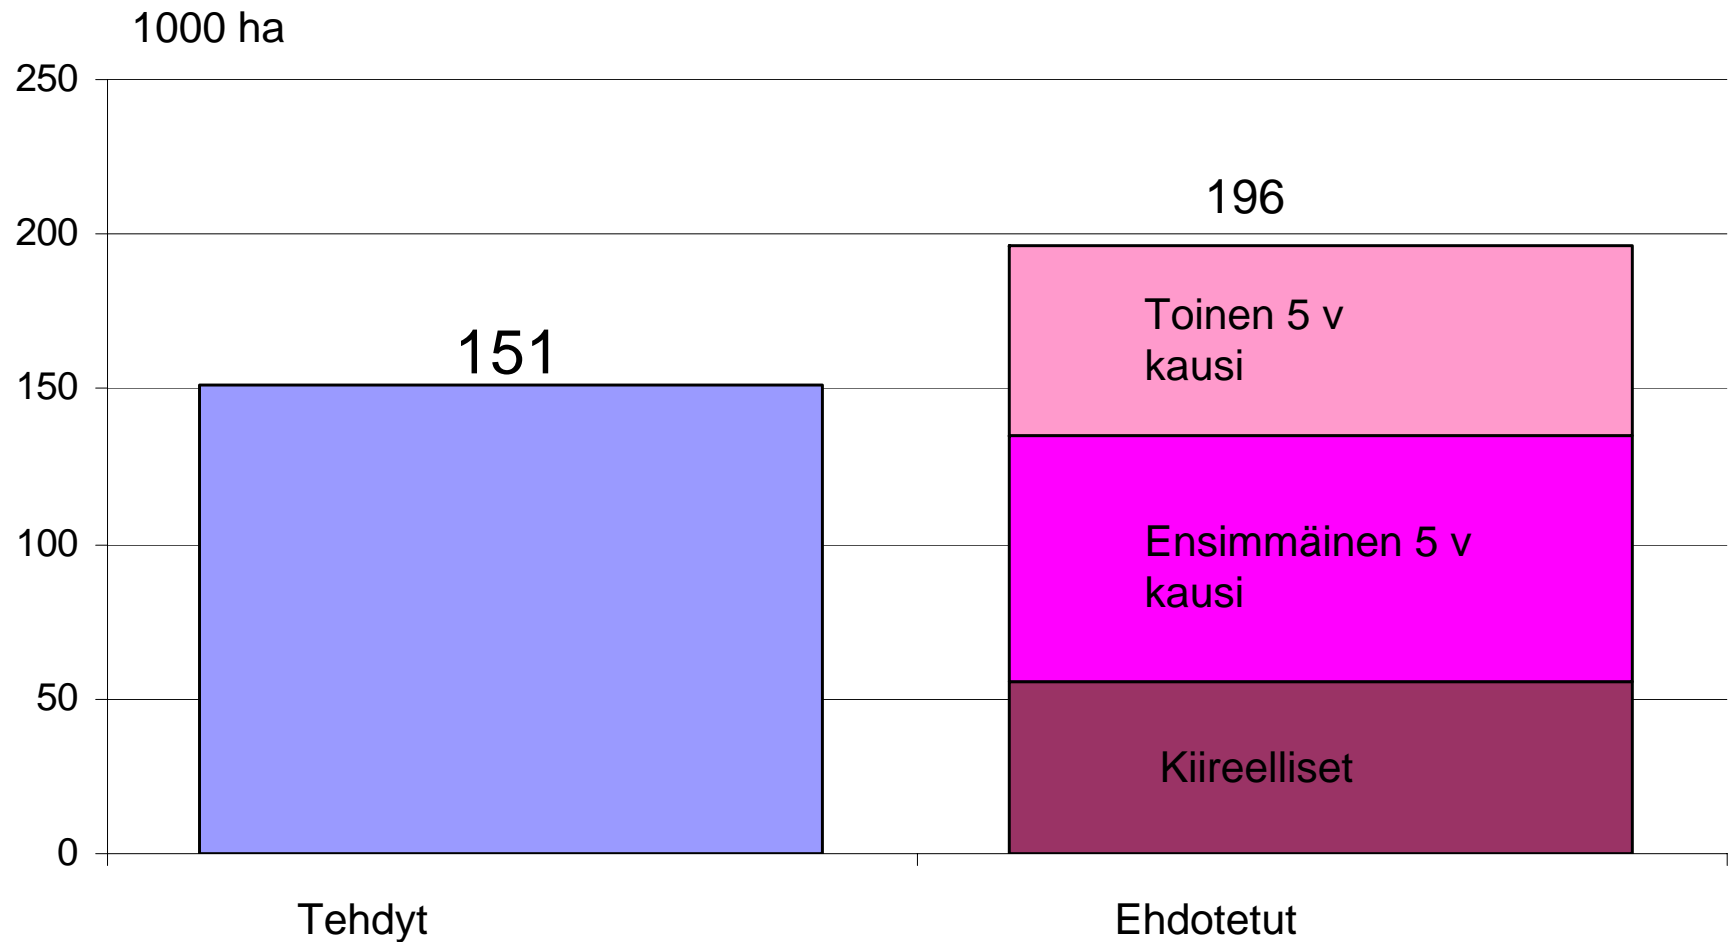 1000 ha
250
200
150
100
50
0
151
196
Toinen 5 v
kausi
Ensimmäinen 5 v
kausi
Kiireelliset
Tehdyt
Ehdotetut